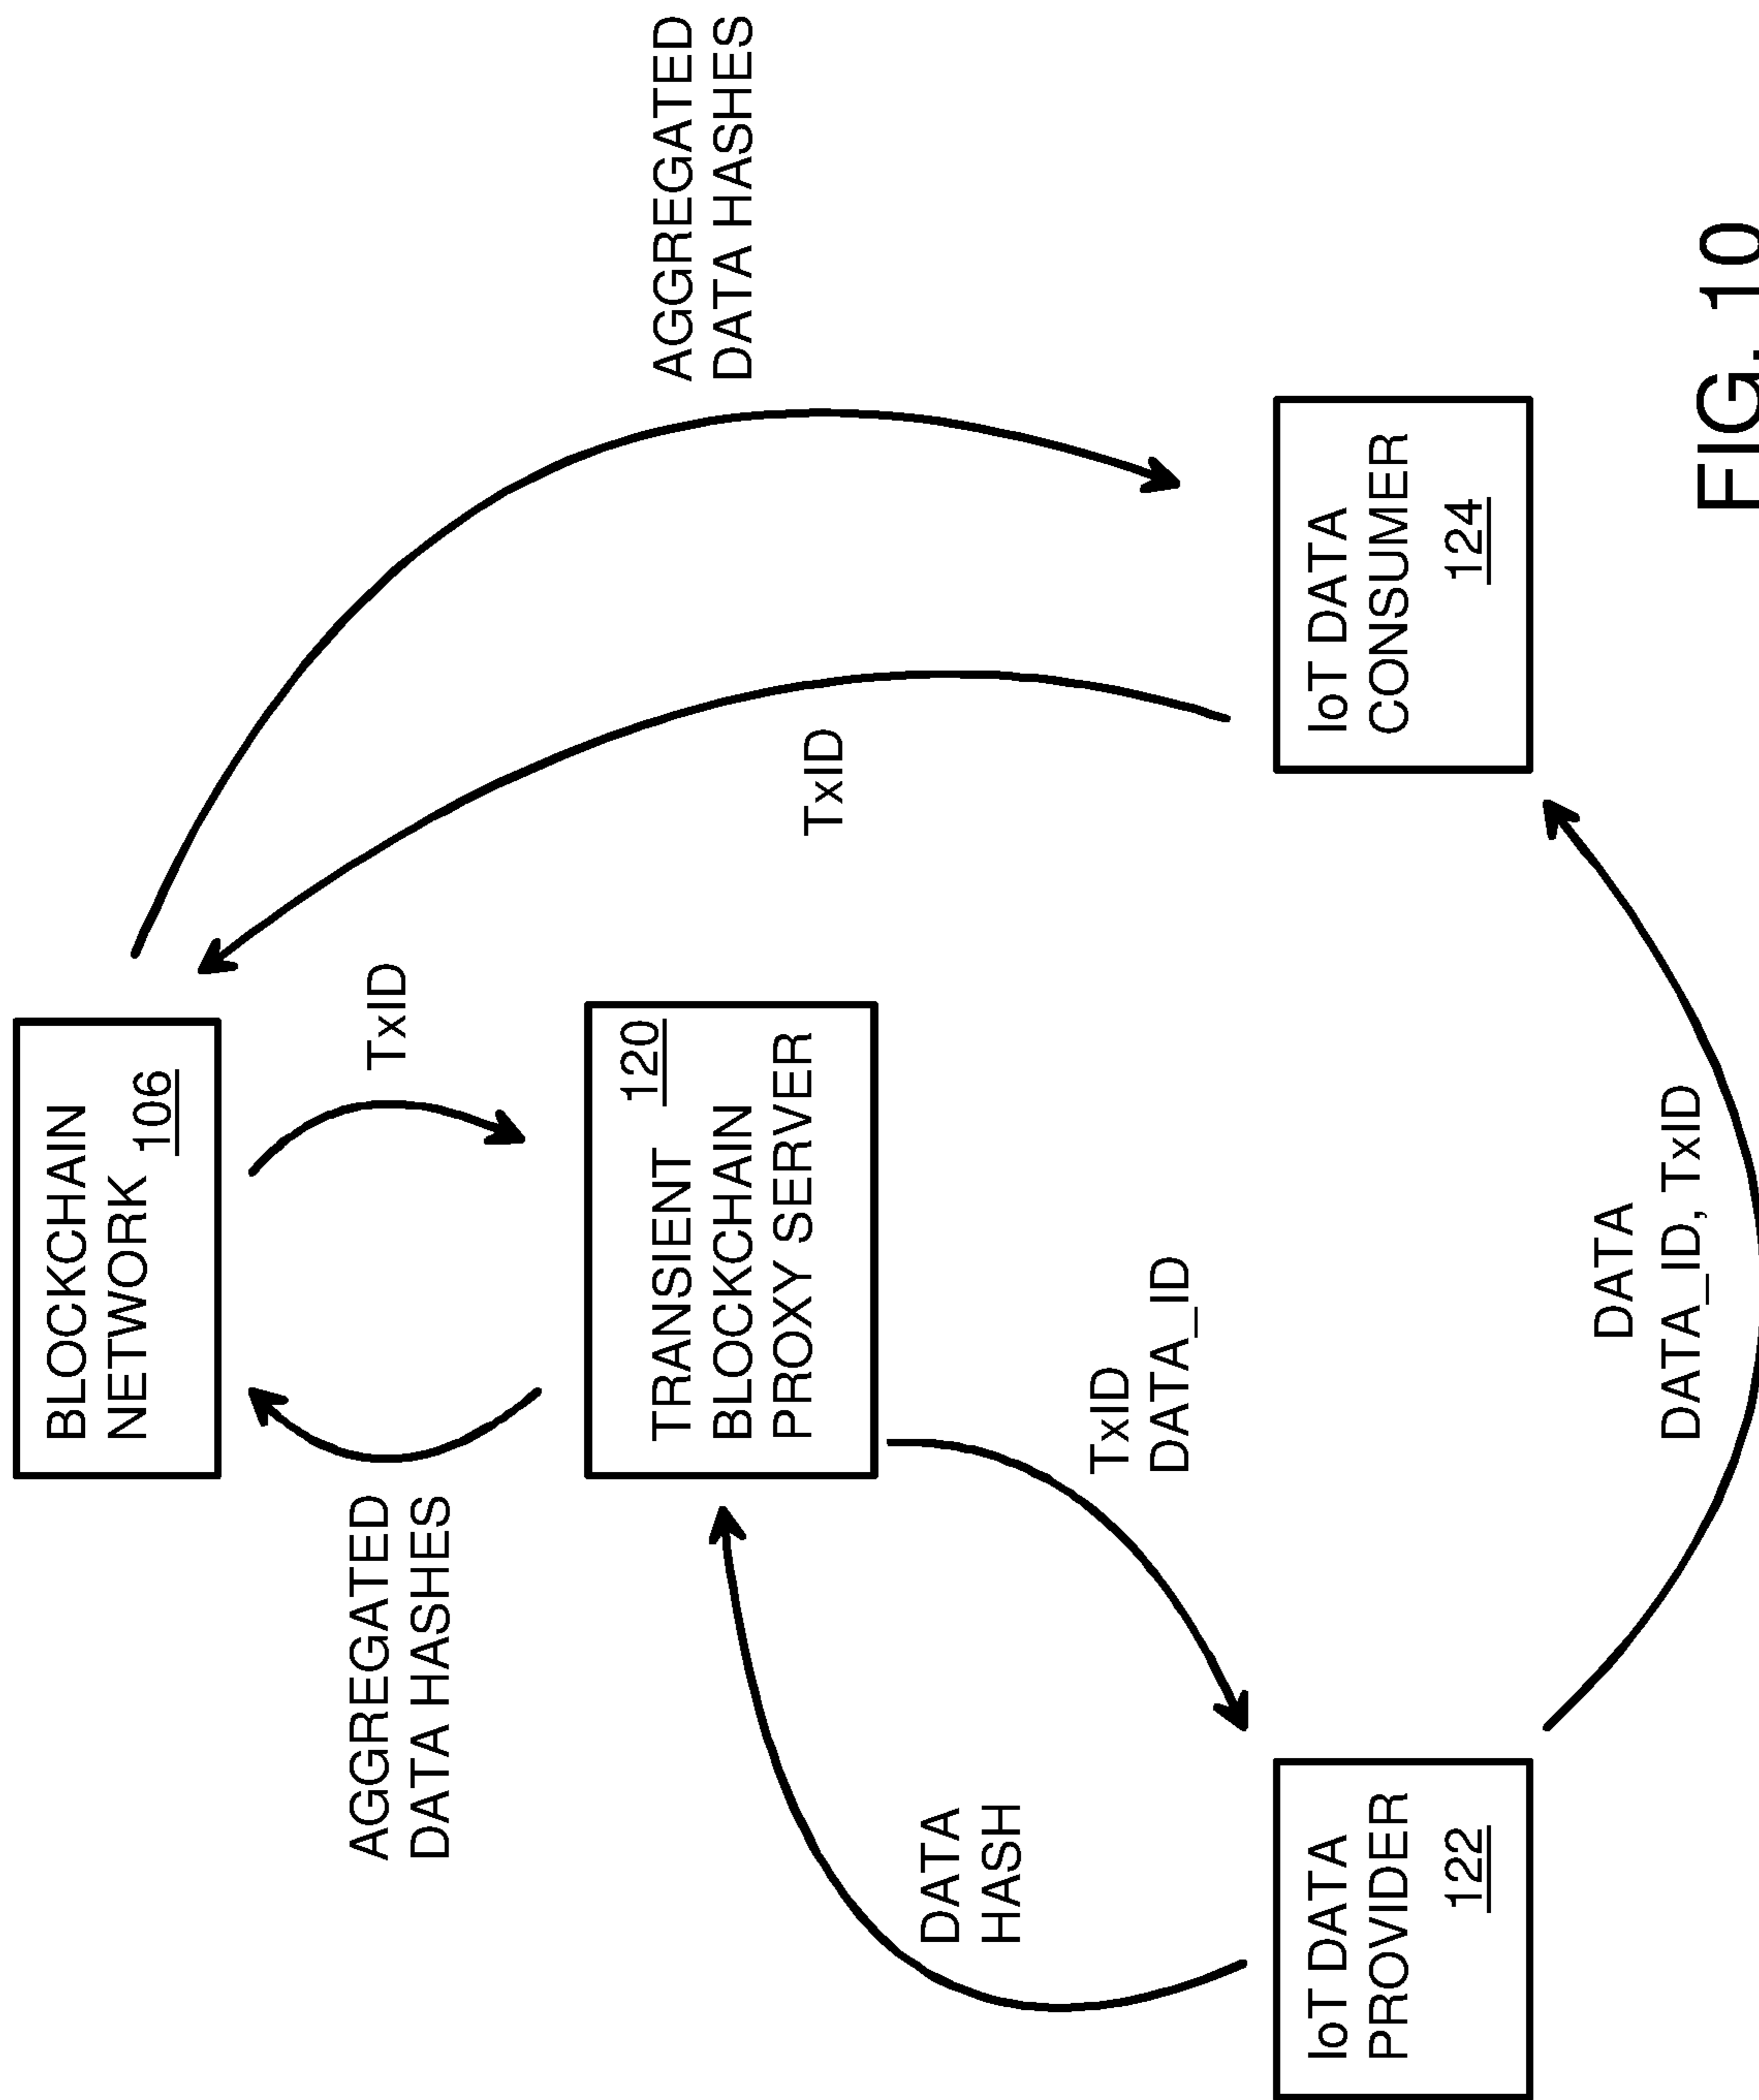 BLOCKCHAIN
NETWORK 106
AGGREGATED
DATA HASHES
TxID
AGGREGATED
DATA HASHES
TRANSIENT 120
BLOCKCHAIN
PROXY SERVER
TxID
DATA
HASH
TxID
DATA_ID
IoT DATA
PROVIDER
122
IoT DATA
CONSUMER
124
DATA
DATA_ID, TxID
FIG. 10